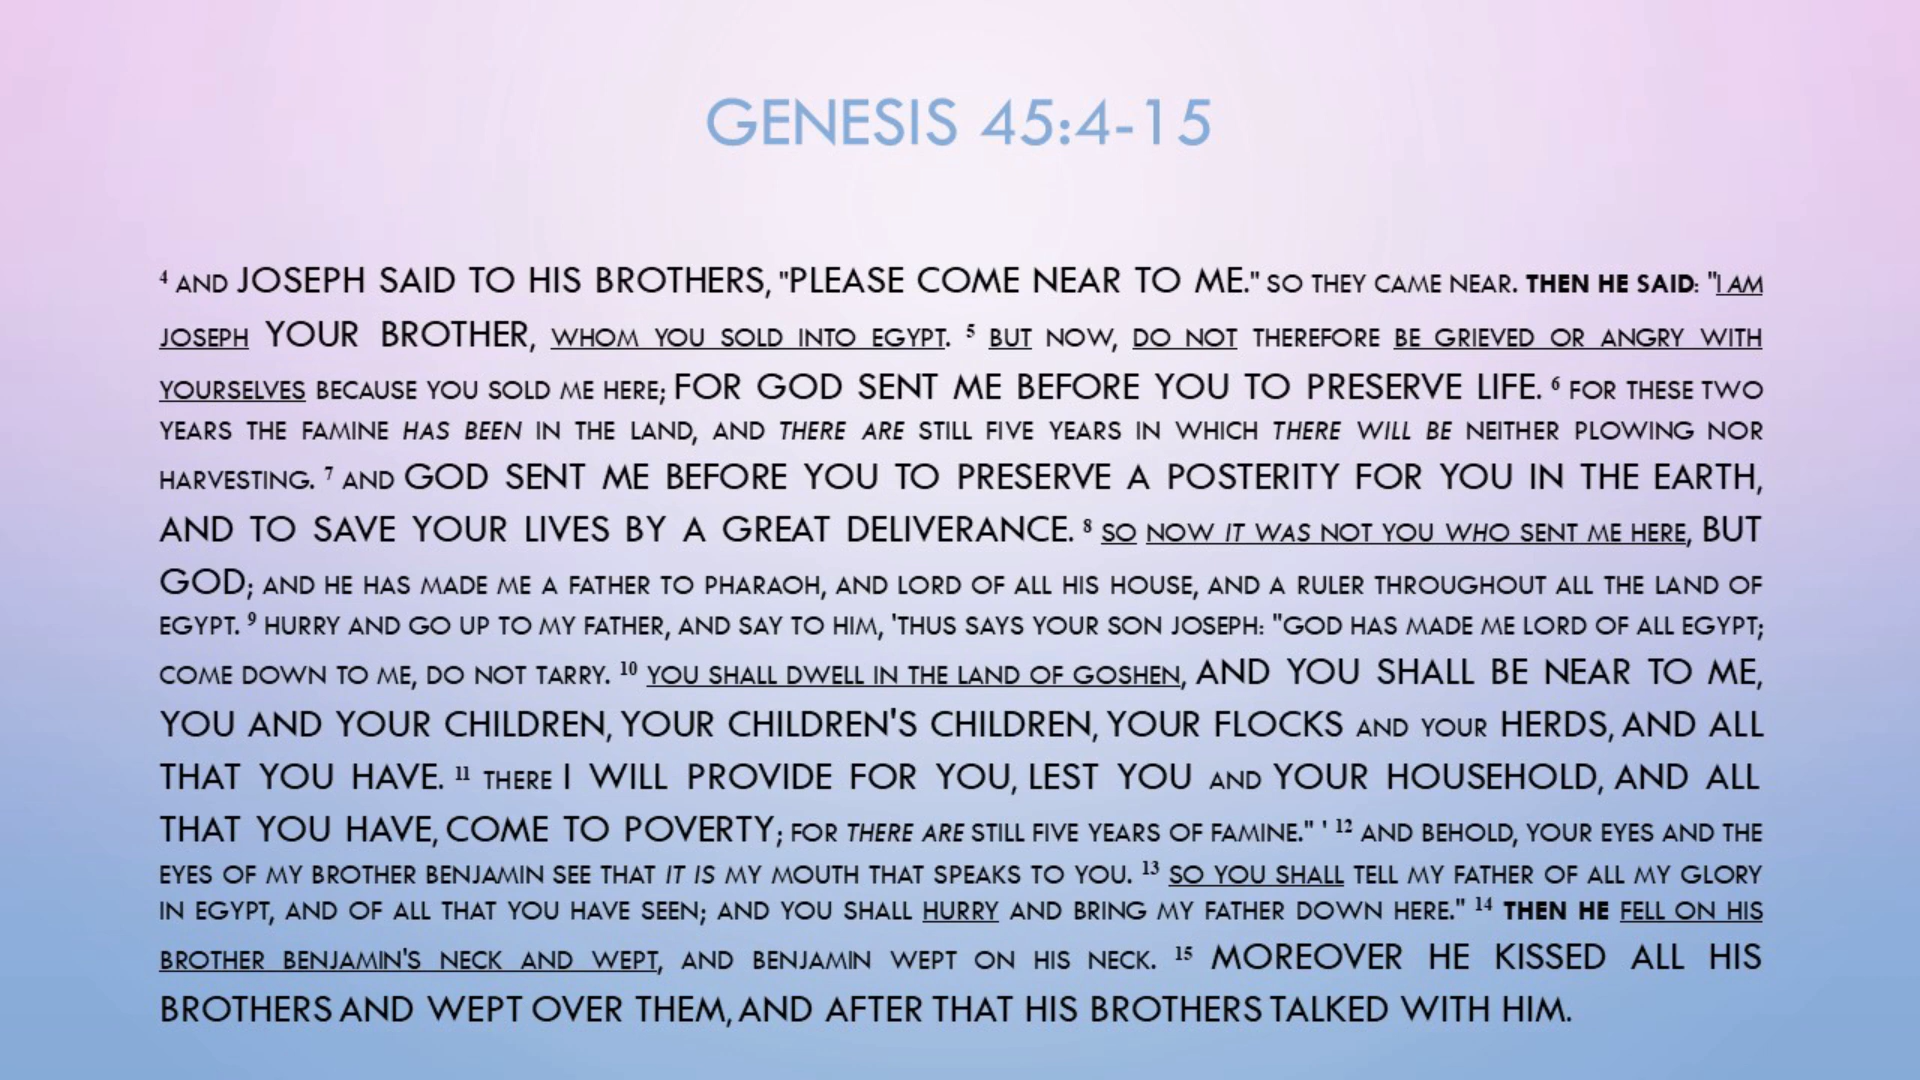 GENESIS 45:4-15
4 AND JOSEPH SAID TO HIS BROTHERS, "PLEASE COME NEAR TO ME." SO THEY CAME NEAR. THEN HE SAID: "I AM
JOSEPH YOUR BROTHER, WHOM YOU SOLD INTO EGYPT. 5 BUT NOW, DO NOT THEREFORE BE GRIEVED OR ANGRY WITH
YOURSELVES BECAUSE YOU SOLD ME HERE; FOR GOD SENT ME BEFORE YOU TO PRESERVE LIFE. 6 FOR THESE TWO
YEARS THE FAMINE HAS BEEN IN THE LAND, AND THERE ARE STILL FIVE YEARS IN WHICH THERE WILL BE NEITHER PLOWING NOR
HARVESTING. 7 AND GOD SENT ME BEFORE YOU TO PRESERVE A POSTERITY FOR YOU IN THE EARTH,
AND TO SAVE YOUR LIVES BY A GREAT DELIVERANCE. 8 SO NOW IT WAS NOT YOU WHO SENT ME HERE, BUT
GOD; AND HE HAS MADE ME A FATHER TO PHARAOH, AND LORD OF ALL HIS HOUSE, AND A RULER THROUGHOUT ALL THE LAND OF
EGYPT. 9 HURRY AND GO UP TO MY FATHER, AND SAY TO HIM, 'THUS SAYS YOUR SON JOSEPH: "GOD HAS MADE ME LORD OF ALL EGYPT;
COME DOWN TO ME, DO NOT TARRY. 10 YOU SHALL DWELL IN THE LAND OF GOSHEN, AND YOU SHALL BE NEAR TO ME,
YOU AND YOUR CHILDREN, YOUR CHILDREN'S CHILDREN, YOUR FLOCKS AND YOUR HERDS, AND ALL
THAT YOU HAVE. 11 THERE I WILL PROVIDE FOR YOU, LEST YOU AND YOUR HOUSEHOLD, AND ALL
THAT YOU HAVE, COME TO POVERTY; FOR THERE ARE STILL FIVE YEARS OF FAMINE." ' 12 AND BEHOLD, YOUR EYES AND THE
EYES OF MY BROTHER BENJAMIN SEE THAT IT IS MY MOUTH THAT SPEAKS TO YOU. 13 SO YOU SHALL TELL MY FATHER OF ALL MY GLORY
IN EGYPT, AND OF ALL THAT YOU HAVE SEEN; AND YOU SHALL HURRY AND BRING MY FATHER DOWN HERE." 14 THEN HE FELL ON HIS
BROTHER BENJAMIN'S NECK AND WEPT, AND BENJAMIN WEPT ON HIS NECK. 15 MOREOVER HE KISSED ALL HIS
BROTHERS AND WEPT OVER THEM, AND AFTER THAT HIS BROTHERS TALKED WITH HIM.